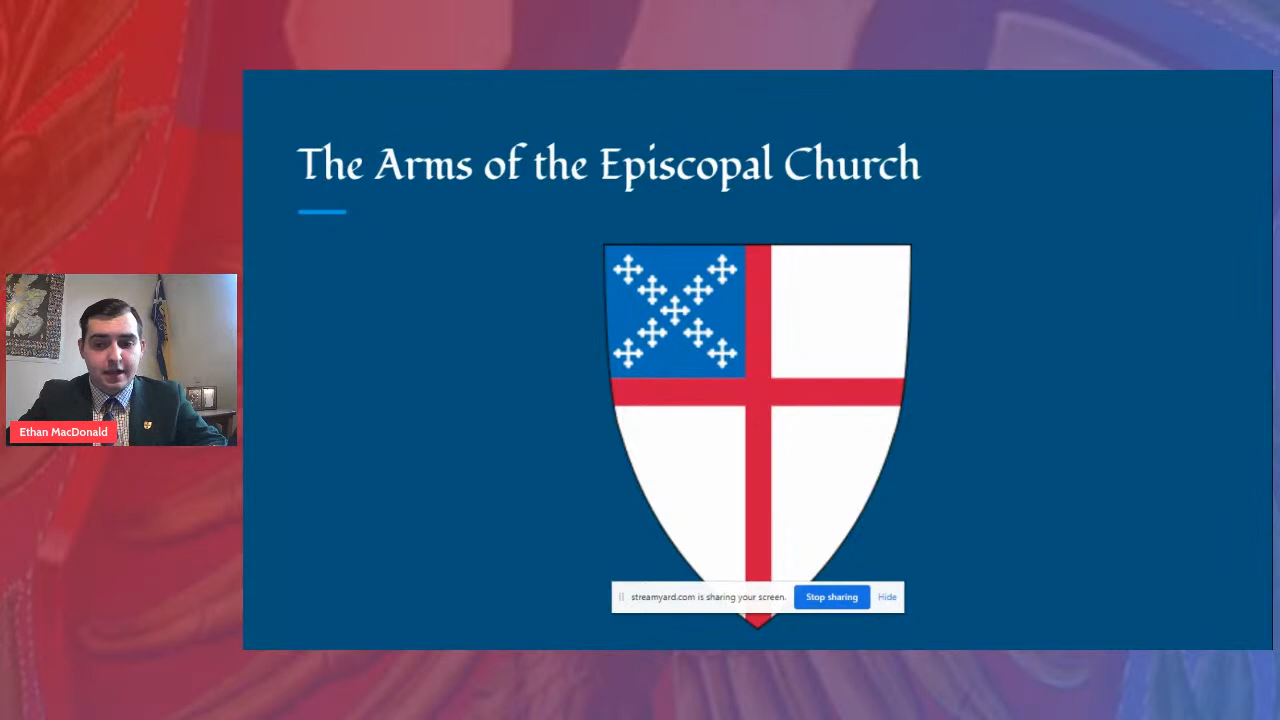 The Arms of the Episcopal Church
Ethan MacDonald
streamyard.com is sharing your screen. Stop sharing Hide